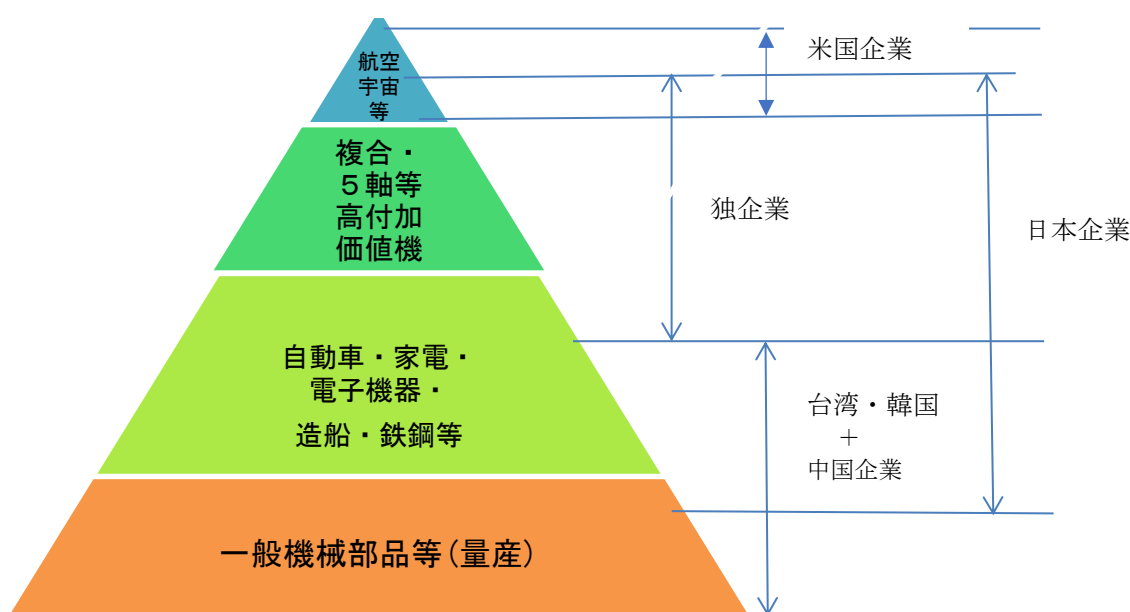 航空
宇宙
等
複合・
５軸等
高付加
価値機
自動車・家電・
電子機器・
造船・鉄鋼等
一般機械部品等(量産)
米国企業
独企業
日本企業
台湾・韓国
＋
中国企業